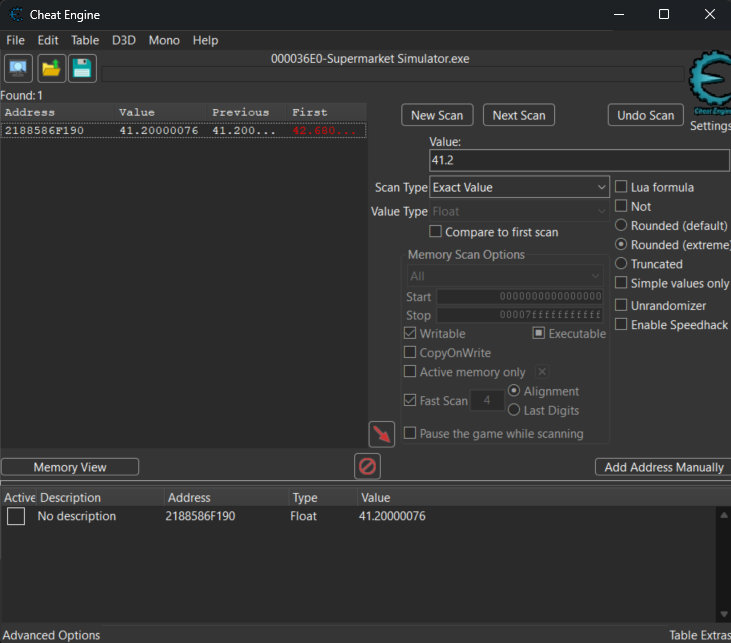 Cheat Engine
File Edit Table D3D Mono Help
000036E0-Supermarket Simulator.exe
Cheat Engine
Settings
Found:1
Address Value Previous First
2188586F190 41.20000076 41.200... 42.680...
New Scan Next Scan Undo Scan
Value:
41.2
Scan Type Exact Value
Value Type Float
Compare to first scan
Lua formula
Not
Rounded (default)
Rounded (extreme)
Truncated
Simple values only
Unrandomizer
Enable Speedhack
Memory Scan Options
All
Start 0000000000000000
Stop 00007fffffffffff
Writable Executable
CopyOnWrite
Active memory only
Fast Scan 4 Alignment
Last Digits
Pause the game while scanning
Memory View Add Address Manually
Active Description Address Type Value
No description 2188586F190 Float 41.20000076
Advanced Options Table Extras